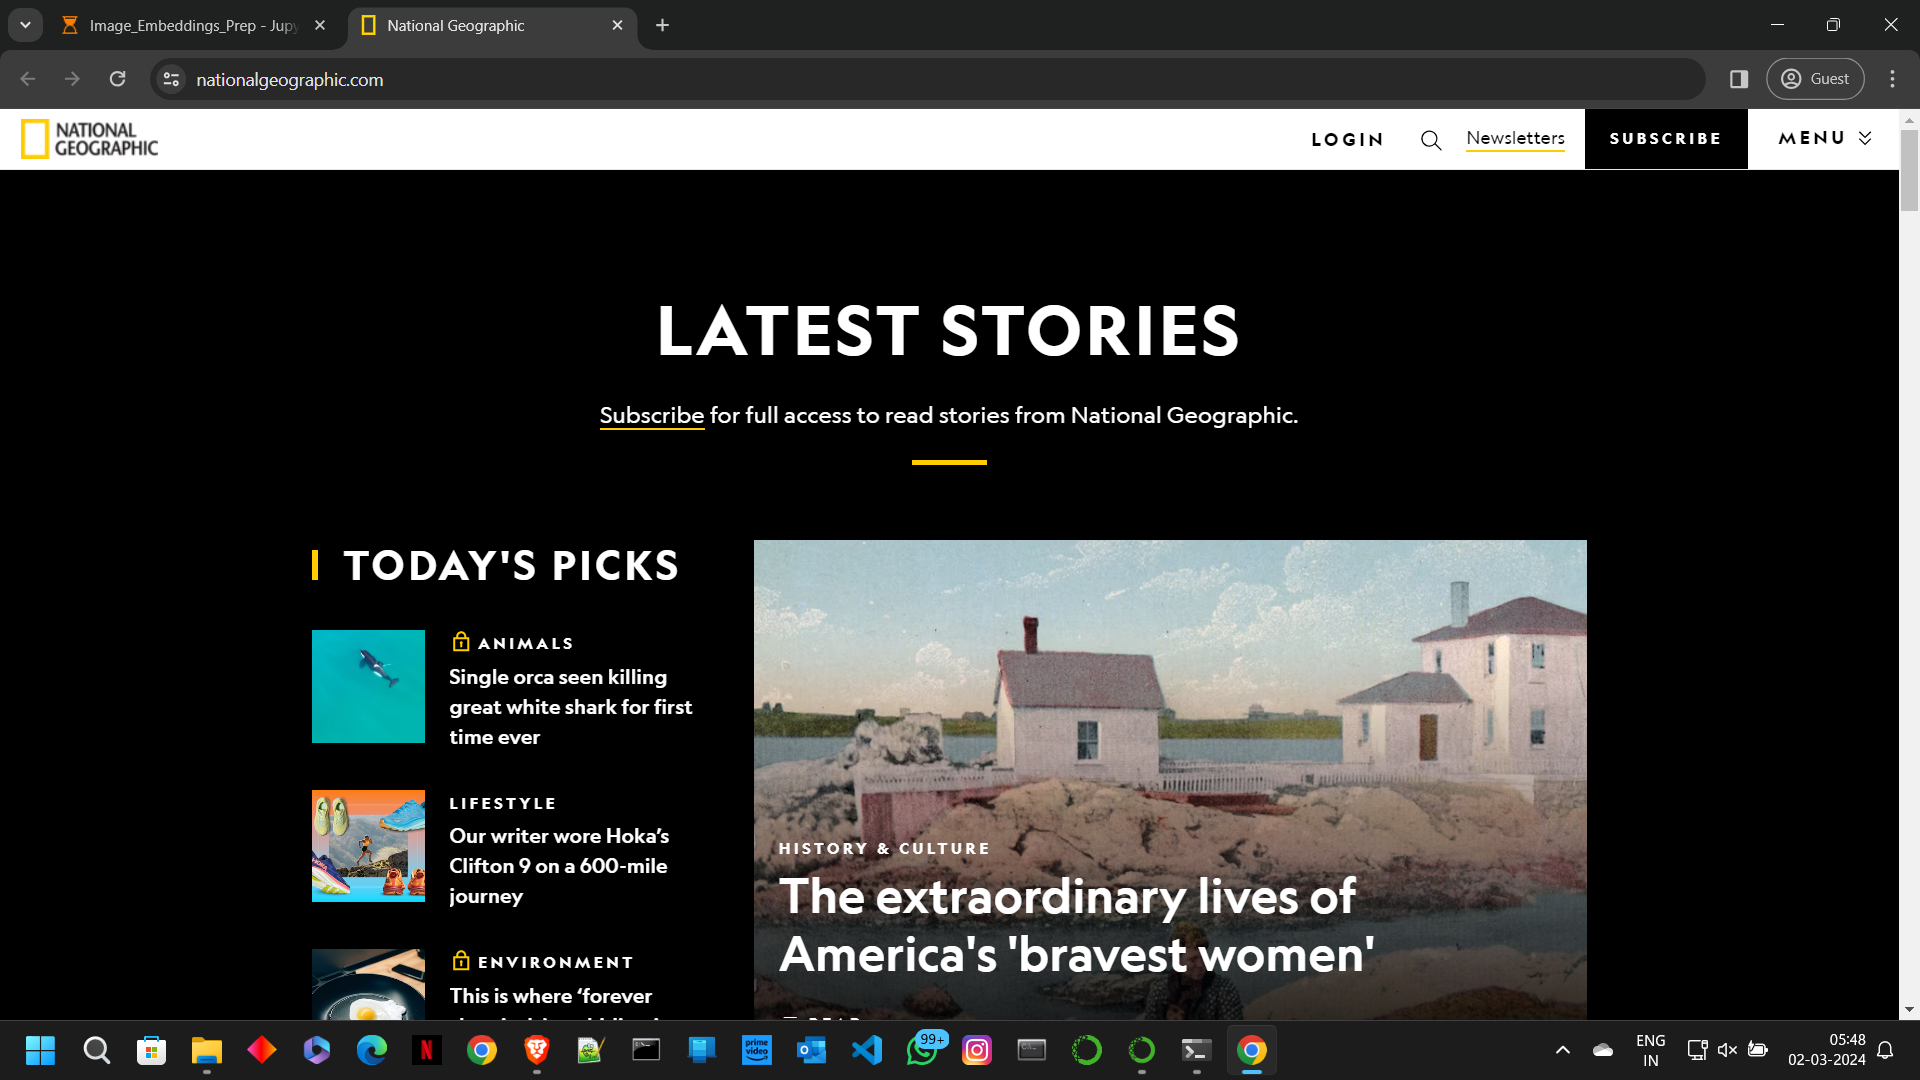 Image_Embeddings_Prep - Jupy
National Geographic
nationalgeographic.com
Guest
NATIONAL
GEOGRAPHIC
LOGIN
Newsletters
SUBSCRIBE
MENU
LATEST STORIES
Subscribe for full access to read stories from National Geographic.
TODAY'S PICKS
ANIMALS
Single orca seen killing
great white shark for first
time ever
LIFESTYLE
Our writer wore Hoka’s
Clifton 9 on a 600-mile
journey
ENVIRONMENT
This is where ‘forever
HISTORY & CULTURE
The extraordinary lives of
America's 'bravest women'
prime
video
99+
ENG
IN
05:48
02-03-2024